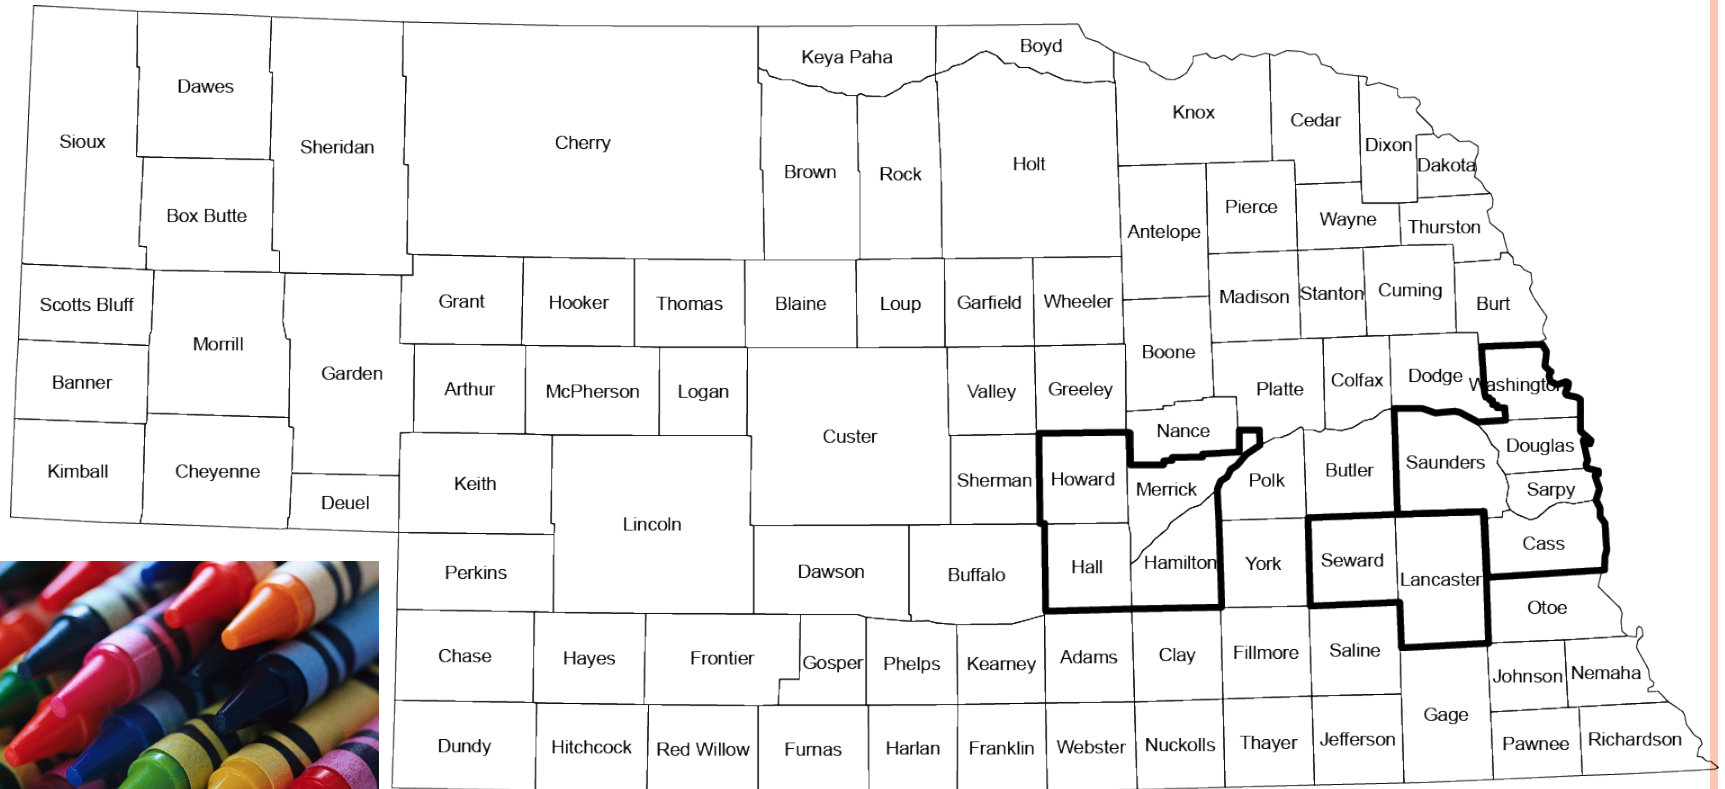 Sioux
Dawes
Box Butte
Sheridan
Cherry
Keya Paha
Boyd
Brown
Rock
Holt
Knox
Cedar
Dixon
Dakota
Antelope
Pierce
Wayne
Thurston
Scotts Bluff
Banner
Kimball
Morrill
Cheyenne
Garden
Deuel
Grant
Hooker
Thomas
Blaine
Loup
Garfield
Wheeler
Madison
Stanton
Cuming
Burt
Arthur
McPherson
Logan
Custer
Valley
Greeley
Boone
Platte
Colfax
Dodge
Washington
Nance
Keith
Lincoln
Sherman
Howard
Merrick
Polk
Butler
Saunders
Douglas
Sarpy
Perkins
Dawson
Buffalo
Hall
Hamilton
York
Seward
Lancaster
Cass
Otoe
Chase
Hayes
Frontier
Gosper
Phelps
Kearney
Adams
Clay
Fillmore
Saline
Johnson
Nemaha
Dundy
Hitchcock
Red Willow
Furnas
Harlan
Franklin
Webster
Nuckolls
Thayer
Jefferson
Gage
Pawnee
Richardson